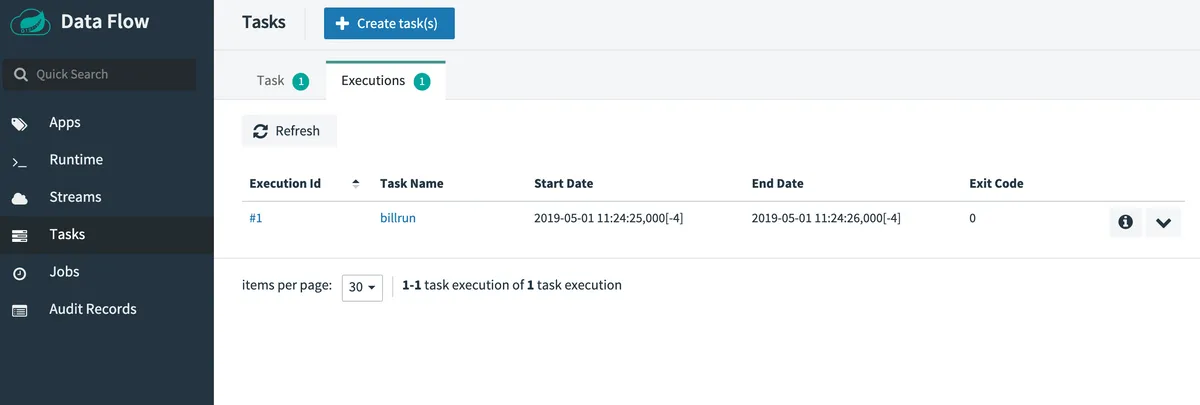 Data Flow
Quick Search
Apps
Runtime
Streams
Tasks
Jobs
Audit Records
Tasks
Create task(s)
Task 1
Executions 1
Refresh
Execution Id Task Name Start Date End Date Exit Code
#1 billrun 2019-05-01 11:24:25,000[-4] 2019-05-01 11:24:26,000[-4] 0
items per page: 30 1-1 task execution of 1 task execution